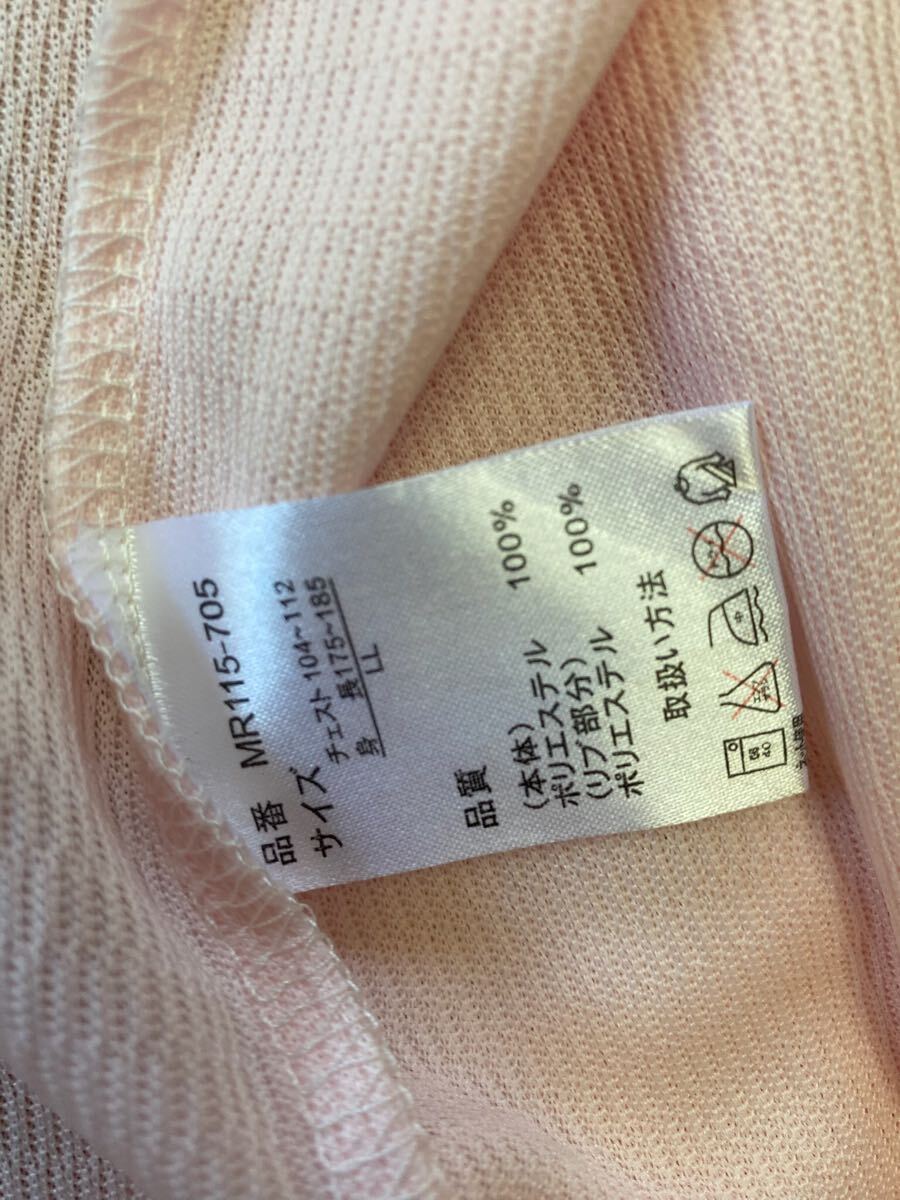 品番 MR115-705
サイズ
チェスト 104~112
身 長175~185
LL
品質
(本体)
ポリエステル 100%
(リブ部分)
ポリエステル 100%
取扱い方法
中